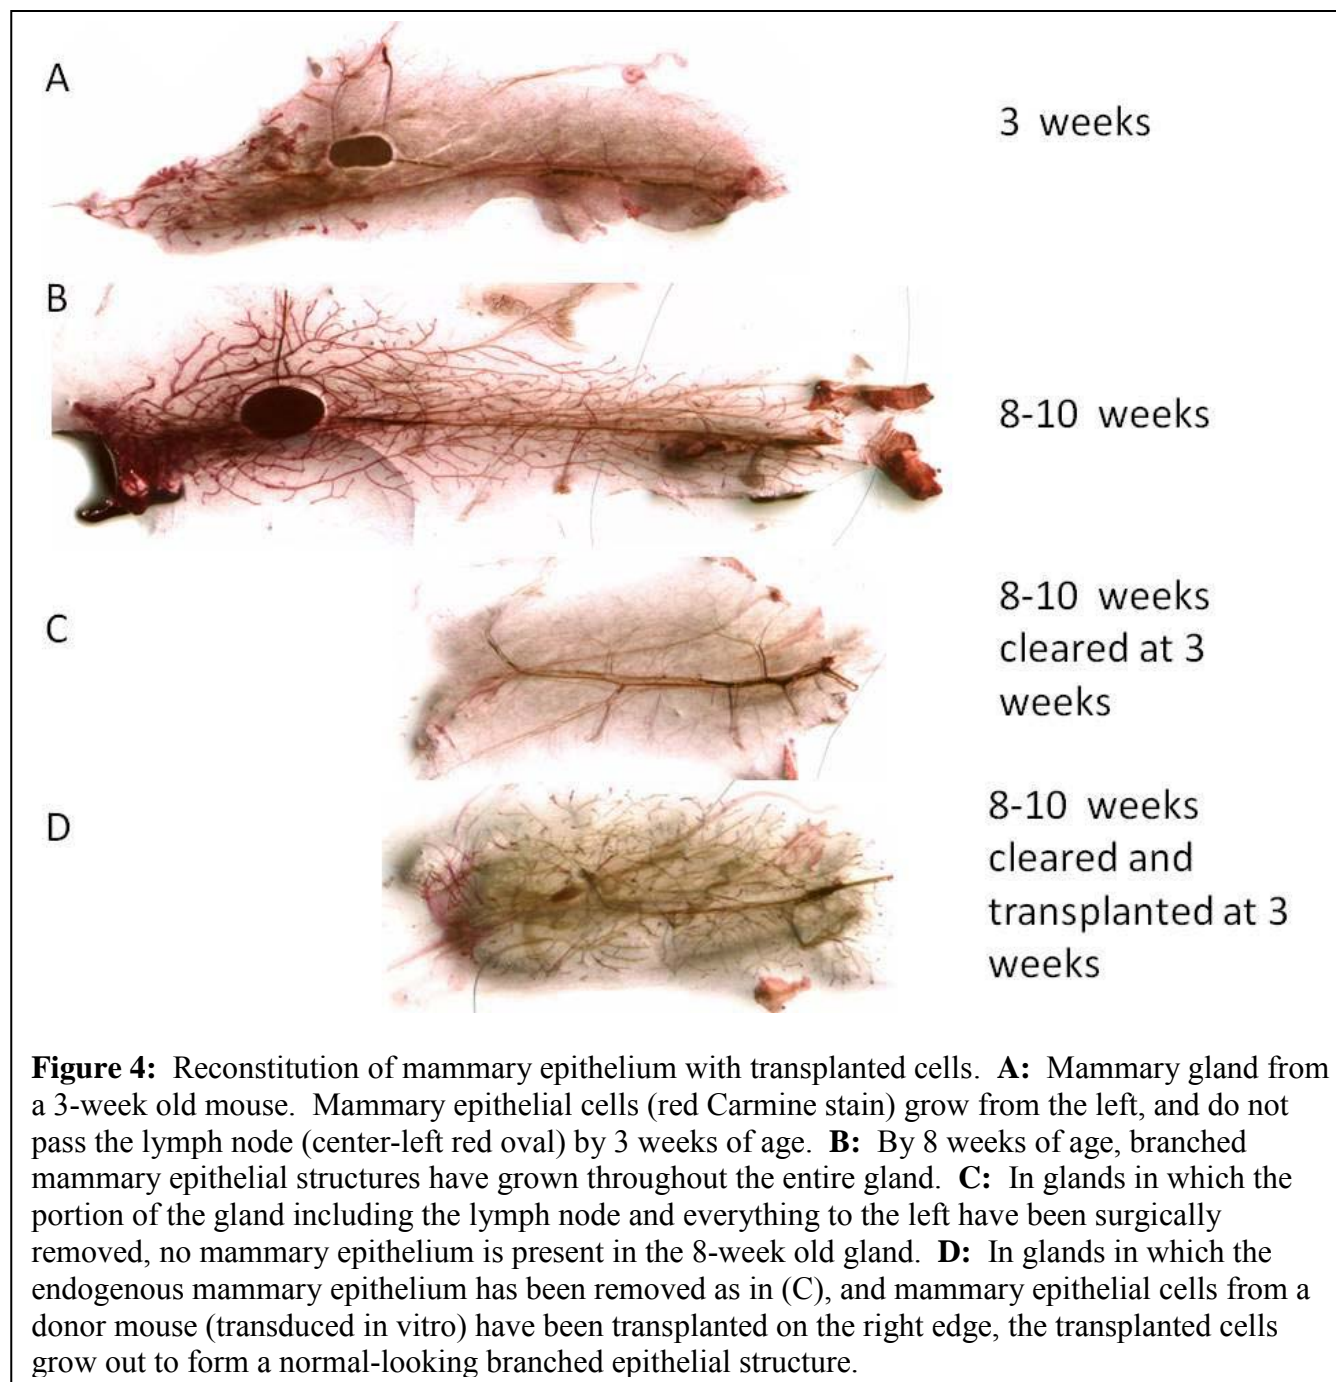 A
3 weeks
B
8-10 weeks
C
8-10 weeks
cleared at 3
weeks
D
8-10 weeks
cleared and
transplanted at 3
weeks
Figure 4:  Reconstitution of mammary epithelium with transplanted cells.  A:  Mammary gland from
a 3-week old mouse.  Mammary epithelial cells (red Carmine stain) grow from the left, and do not
pass the lymph node (center-left red oval) by 3 weeks of age.  B:  By 8 weeks of age, branched
mammary epithelial structures have grown throughout the entire gland.  C:  In glands in which the
portion of the gland including the lymph node and everything to the left have been surgically
removed, no mammary epithelium is present in the 8-week old gland.  D:  In glands in which the
endogenous mammary epithelium has been removed as in (C), and mammary epithelial cells from a
donor mouse (transduced in vitro) have been transplanted on the right edge, the transplanted cells
grow out to form a normal-looking branched epithelial structure.